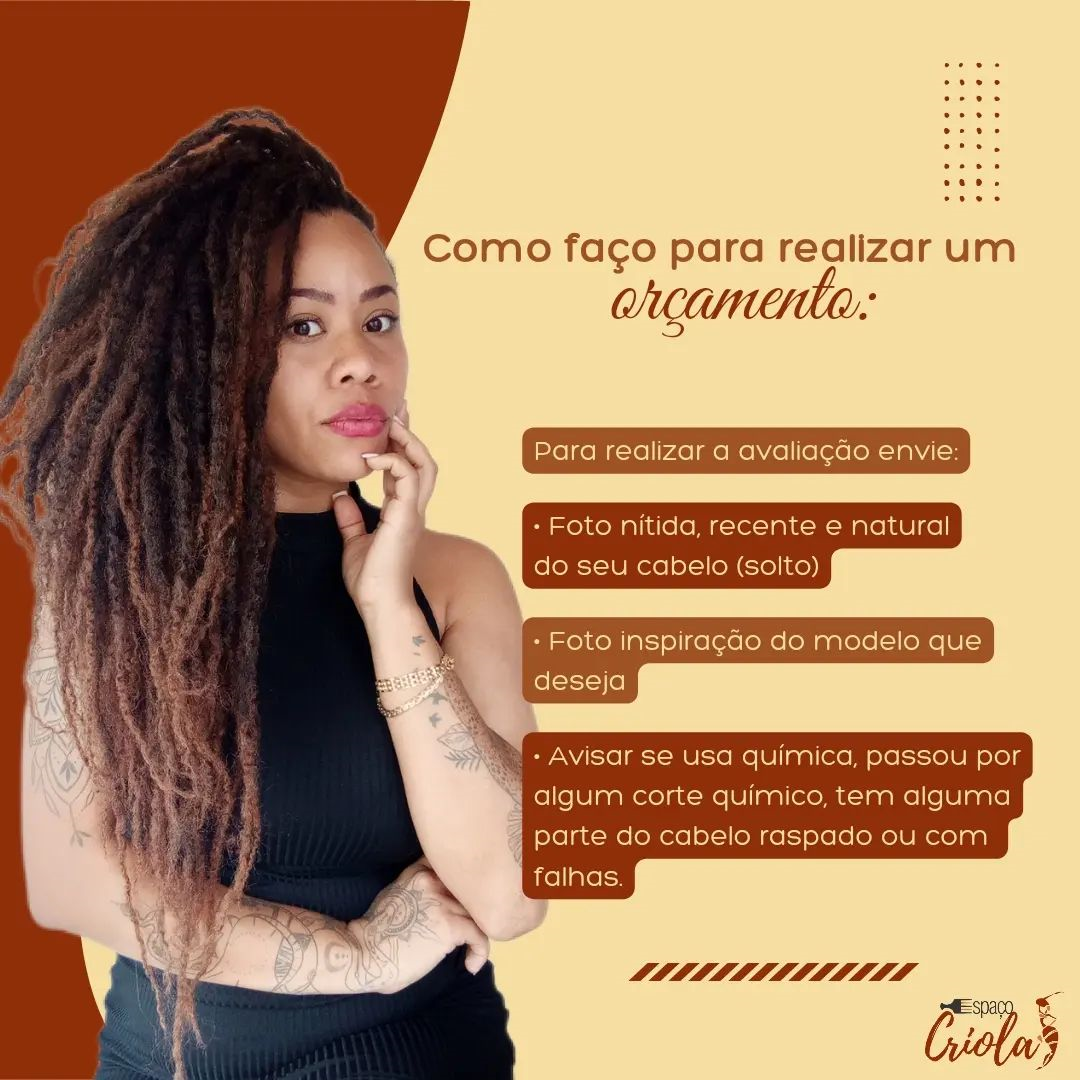 Como faço para realizar um
orçamento:
Para realizar a avaliação envie:
• Foto nítida, recente e natural
do seu cabelo (solto)
• Foto inspiração do modelo que
deseja
• Avisar se usa química, passou por
algum corte químico, tem alguma
parte do cabelo raspado ou com
falhas.
Espaço
Criola